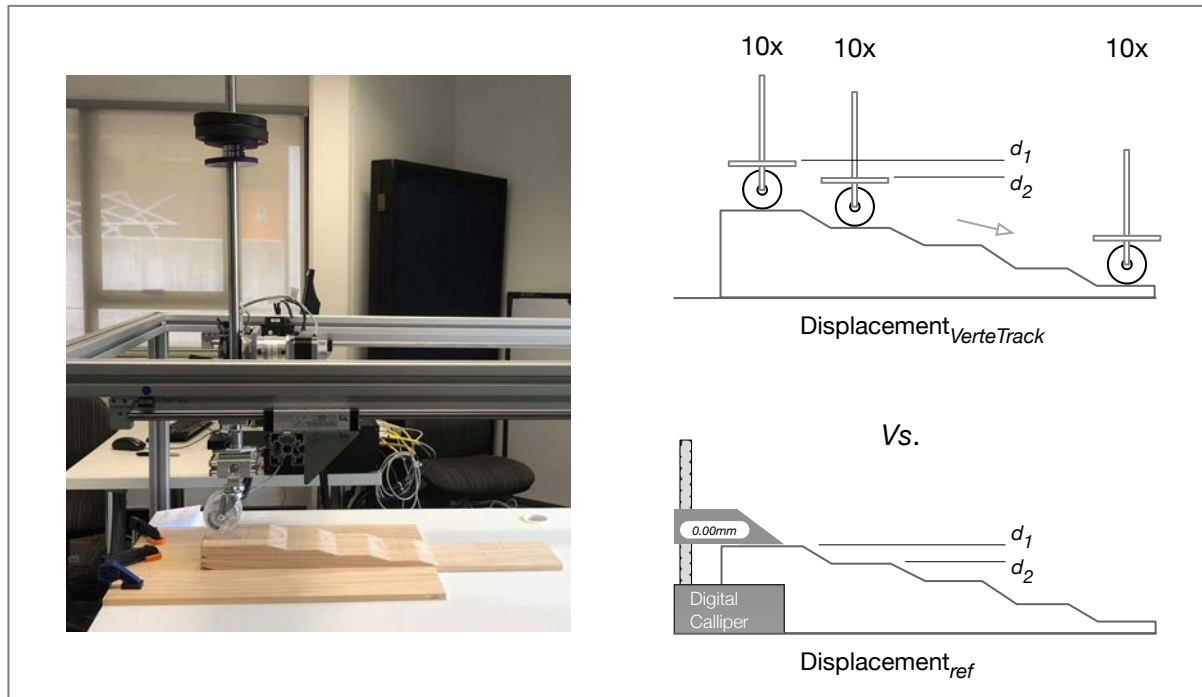 10x 10x 10x
d1
d2
DisplacementVerteTrack
Vs.
0.00mm
d1
d2
Digital
Calliper
Displacementref